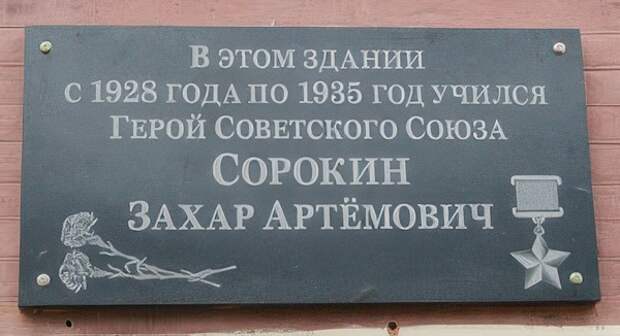 В ЭТОМ ЗДАНИИ
С 1928 ГОДА ПО 1935 ГОД УЧИЛСЯ
ГЕРОЙ СОВЕТСКОГО СОЮЗА
СОРОКИН
ЗАХАР АРТЁМОВИЧ